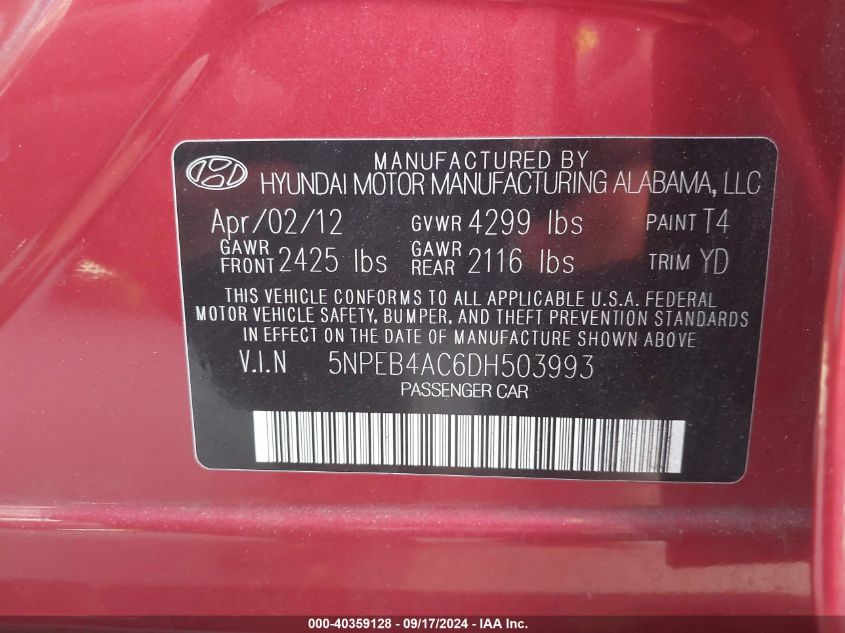 MANUFACTURED BY
HYUNDAI MOTOR MANUFACTURING ALABAMA, LLC
Apr/02/12 GVWR 4299 lbs PAINT T4
GAWR FRONT 2425 lbs GAWR REAR 2116 lbs TRIM YD
THIS VEHICLE CONFORMS TO ALL APPLICABLE U.S.A. FEDERAL
MOTOR VEHICLE SAFETY, BUMPER, AND THEFT PREVENTION STANDARDS
IN EFFECT ON THE DATE OF MANUFACTURE SHOWN ABOVE.
V.I.N 5NPEB4AC6DH503993
PASSENGER CAR
000-40359128 - 09/17/2024 - IAA Inc.